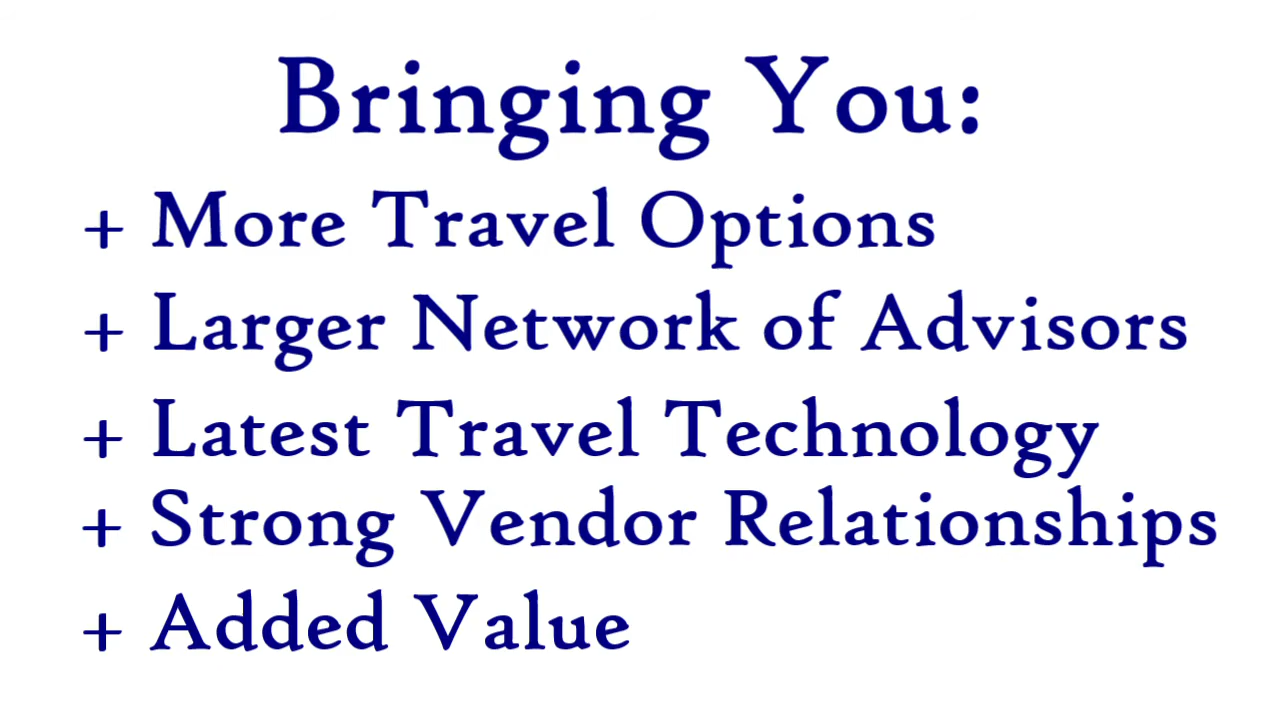 Bringing You:
+ More Travel Options
+ Larger Network of Advisors
+ Latest Travel Technology
+ Strong Vendor Relationships
+ Added Value